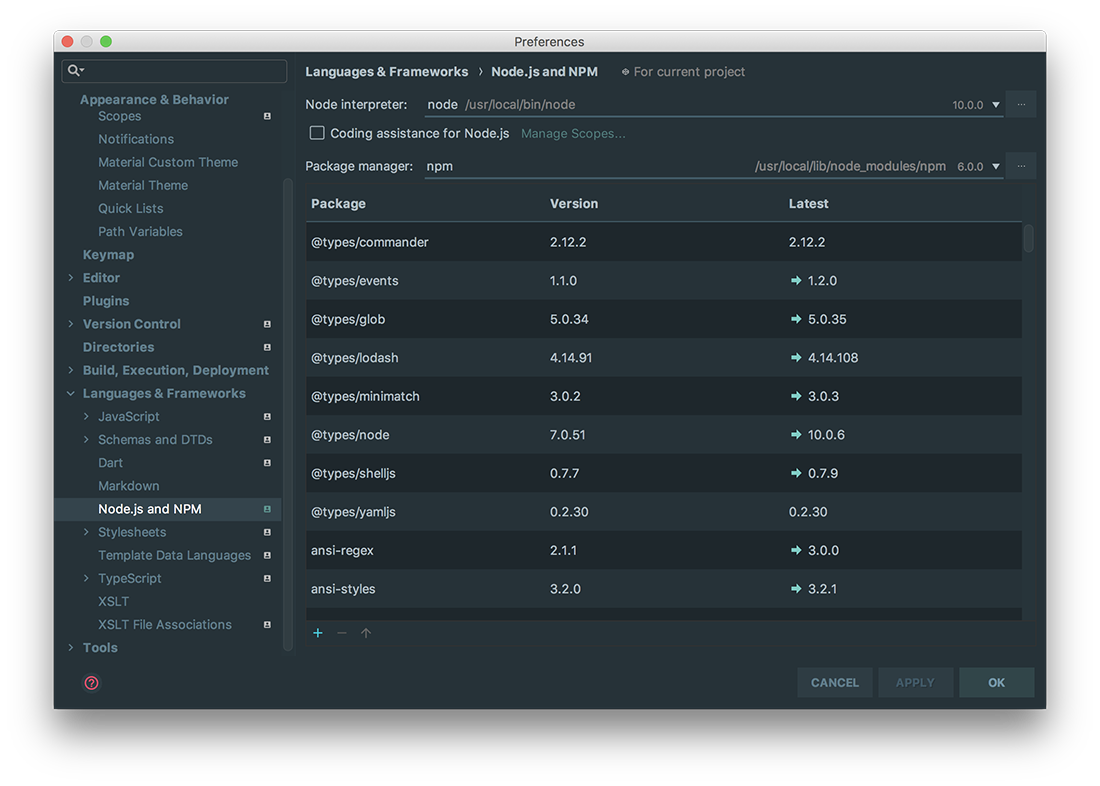 Preferences
Appearance & Behavior
Scopes
Notifications
Material Custom Theme
Material Theme
Quick Lists
Path Variables
Keymap
Editor
Plugins
Version Control
Directories
Build, Execution, Deployment
Languages & Frameworks
JavaScript
Schemas and DTDs
Dart
Markdown
Node.js and NPM
Stylesheets
Template Data Languages
TypeScript
XSLT
XSLT File Associations
Tools
?
Languages & Frameworks › Node.js and NPM For current project
Node interpreter: node /usr/local/bin/node 10.0.0 ...
Coding assistance for Node.js Manage Scopes...
Package manager: npm /usr/local/lib/node_modules/npm 6.0.0 ...
Package Version Latest
@types/commander 2.12.2 2.12.2
@types/events 1.1.0 1.2.0
@types/glob 5.0.34 5.0.35
@types/lodash 4.14.91 4.14.108
@types/minimatch 3.0.2 3.0.3
@types/node 7.0.51 10.0.6
@types/shelljs 0.7.7 0.7.9
@types/yamljs 0.2.30 0.2.30
ansi-regex 2.1.1 3.0.0
ansi-styles 3.2.0 3.2.1
CANCEL APPLY OK